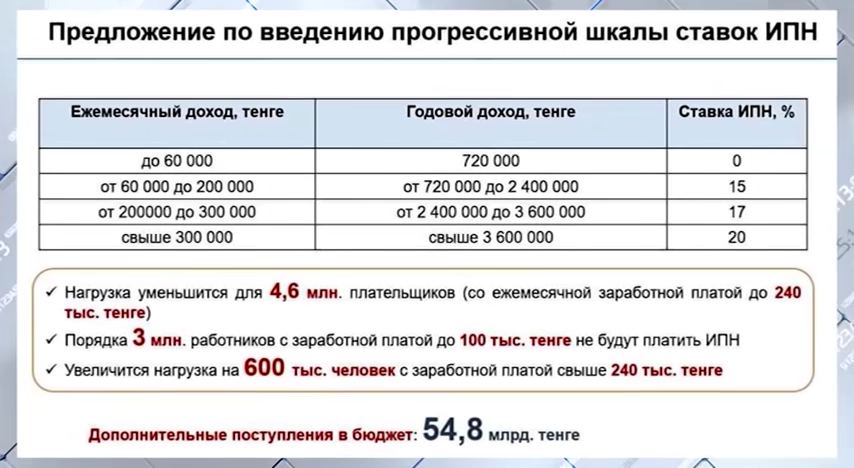 Предложение по введению прогрессивной шкалы ставок ИПН
Ежемесячный доход, тенге Годовой доход, тенге Ставка ИПН, %
до 60 000 720 000 0
от 60 000 до 200 000 от 720 000 до 2 400 000 15
от 200000 до 300 000 от 2 400 000 до 3 600 000 17
свыше 300 000 свыше 3 600 000 20
✓ Нагрузка уменьшится для 4,6 млн. плательщиков (со ежемесячной заработной платой до 240
тыс. тенге)
✓ Порядка 3 млн. работников с заработной платой до 100 тыс. тенге не будут платить ИПН
✓ Увеличится нагрузка на 600 тыс. человек с заработной платой свыше 240 тыс. тенге
Дополнительные поступления в бюджет: 54,8 млрд. тенге